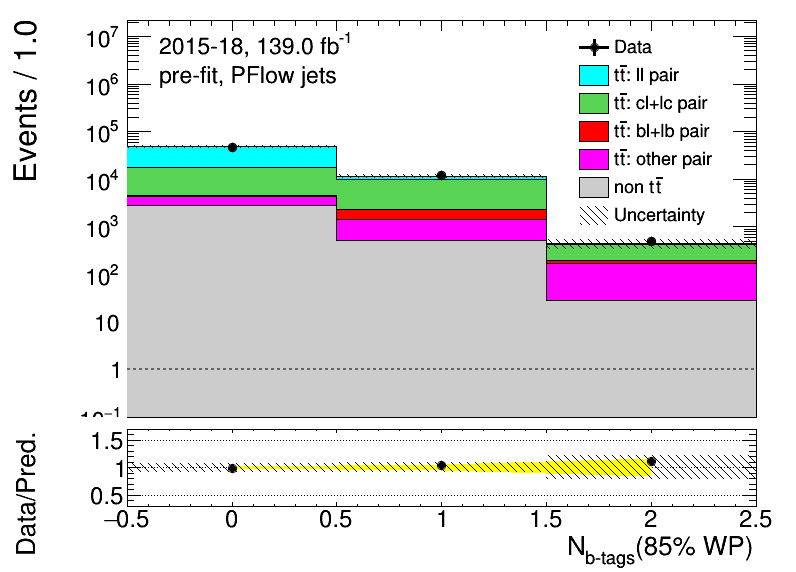 Events / 1.0
10⁷
10⁶
10⁵
10⁴
10³
10²
10
1
10⁻¹
2015-18, 139.0 fb⁻¹
pre-fit, PFlow jets
Data
tt̄: ll pair
tt̄: cl+lc pair
tt̄: bl+lb pair
tt̄: other pair
non tt̄
Uncertainty
Data/Pred.
1.5
1
0.5
−0.5 0 0.5 1 1.5 2 2.5
N_b-tags(85% WP)